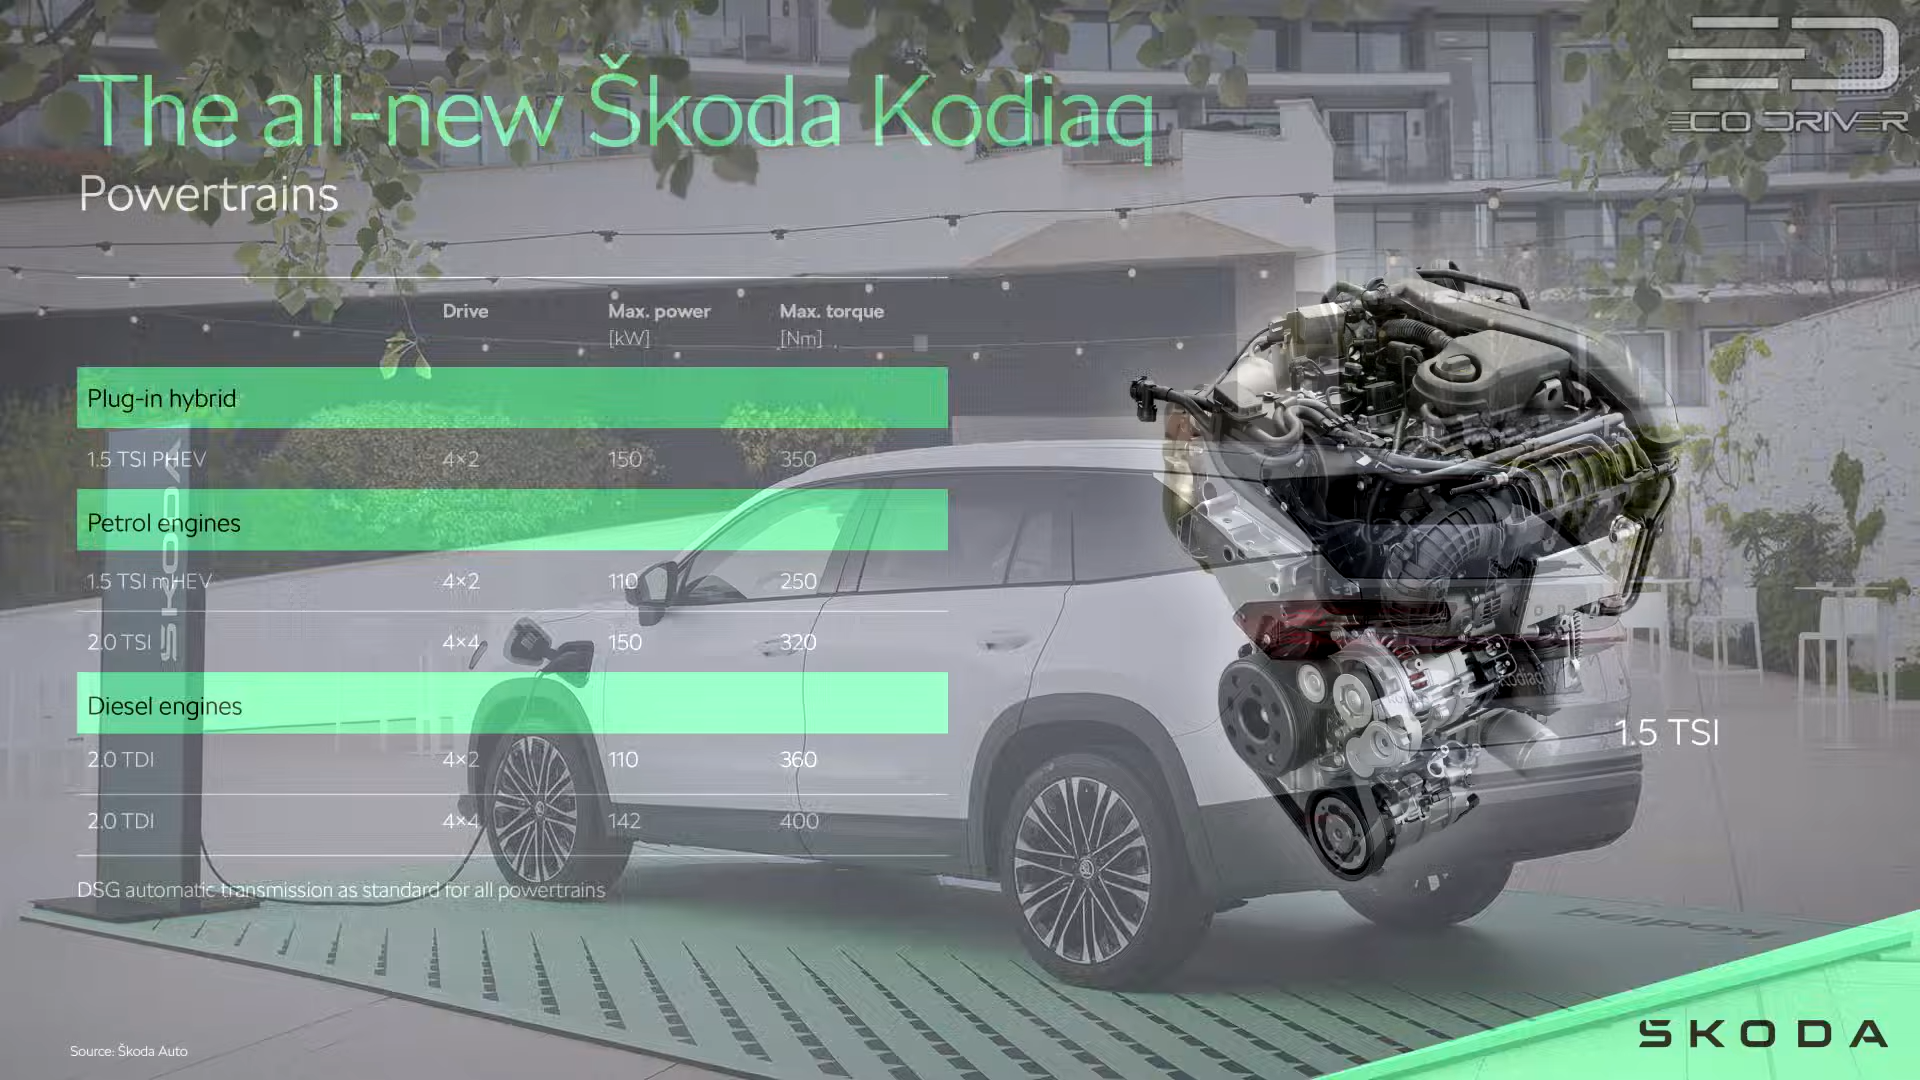 ECO DRIVER
The all-new Škoda Kodiaq
Powertrains
Drive Max. power Max. torque
[kW] [Nm]
Plug-in hybrid
1.5 TSI PHEV 4×2 150 350
Petrol engines
1.5 TSI mHEV 4×2 110 250
2.0 TSI 4×4 150 320
Diesel engines
2.0 TDI 4×2 110 360
2.0 TDI 4×4 142 400
DSG automatic transmission as standard for all powertrains
1.5 TSI
ŠKODA
kodiaq
kodiaq
Source: Škoda Auto
ŠKODA